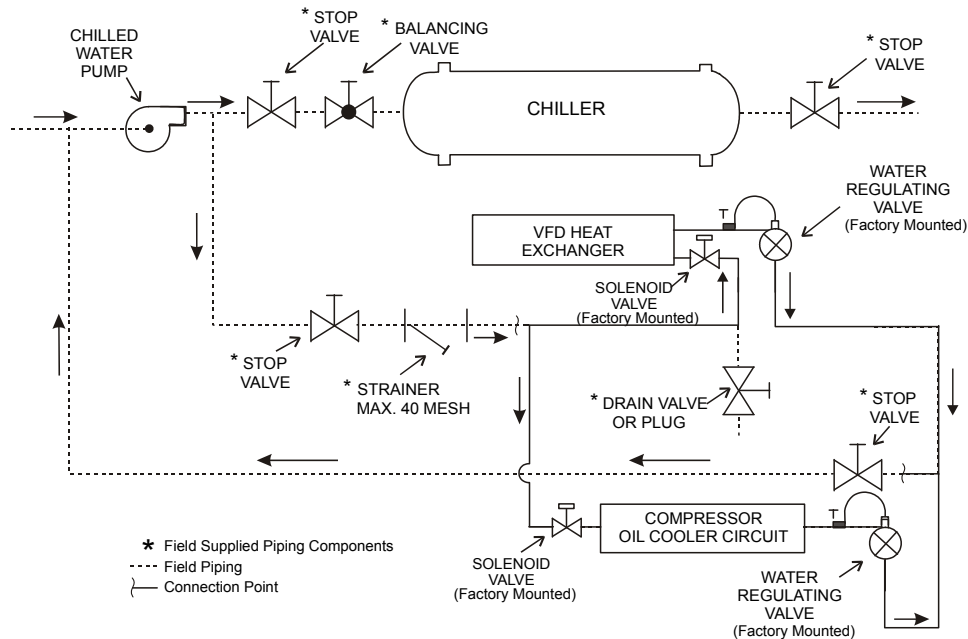 * STOP
VALVE
* BALANCING
VALVE
CHILLED
WATER
PUMP
* STOP
VALVE
CHILLER
WATER
REGULATING
VALVE
(Factory Mounted)
T
VFD HEAT
EXCHANGER
SOLENOID
VALVE
(Factory Mounted)
* STOP
VALVE
* STRAINER
MAX. 40 MESH
* DRAIN VALVE
OR PLUG
* STOP
VALVE
T
COMPRESSOR
OIL COOLER CIRCUIT
SOLENOID
VALVE
(Factory Mounted)
WATER
REGULATING
VALVE
(Factory Mounted)
* Field Supplied Piping Components
Field Piping
Connection Point